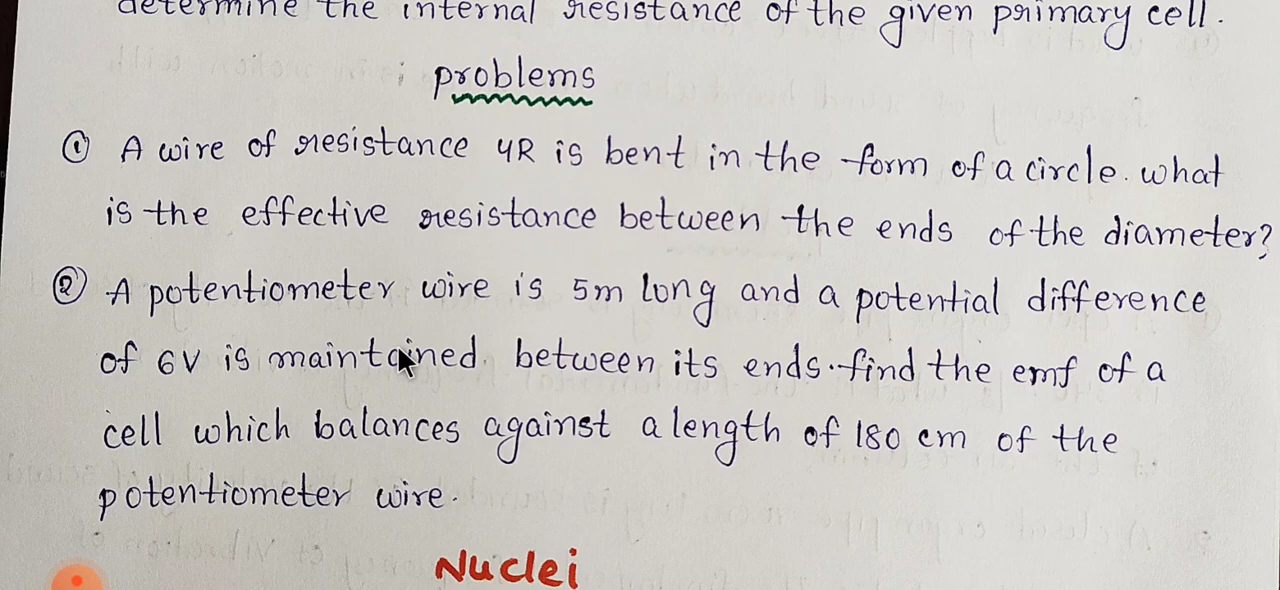 determine the internal resistance of the given primary cell.
problems
① A wire of resistance 4R is bent in the form of a circle. what
is the effective resistance between the ends of the diameter?
② A potentiometer wire is 5m long and a potential difference
of 6V is maintained between its ends. find the emf of a
cell which balances against a length of 180 cm of the
potentiometer wire.
Nuclei